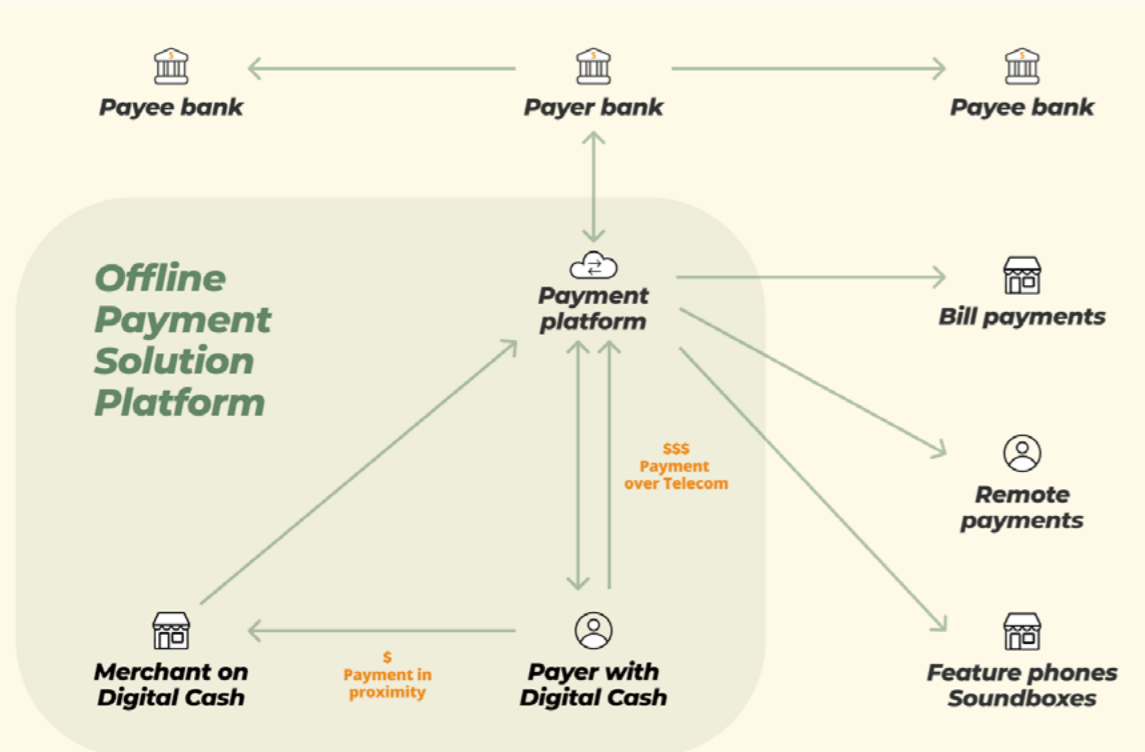 Payee bank
Payer bank
Payee bank
Offline
Payment
Solution
Platform
Payment
platform
Bill payments
$$$
Payment
over Telecom
Remote
payments
Merchant on
Digital Cash
$
Payment in
proximity
Payer with
Digital Cash
Feature phones
Soundboxes